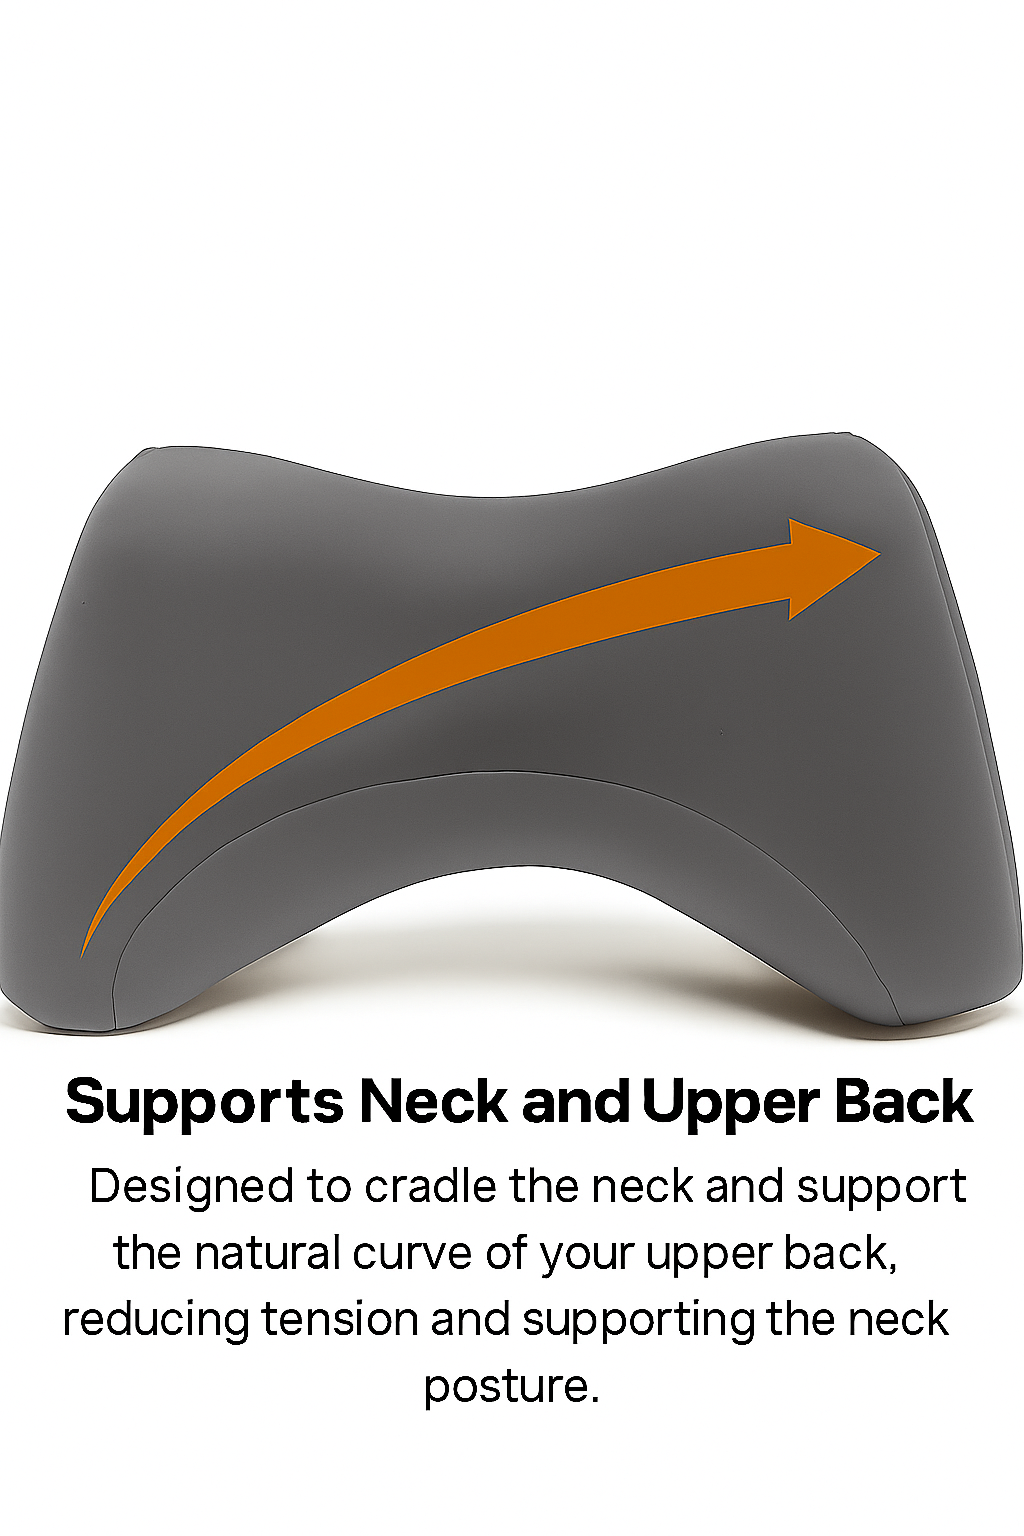 Supports Neck and Upper Back
Designed to cradle the neck and support
the natural curve of your upper back,
reducing tension and supporting the neck
posture.